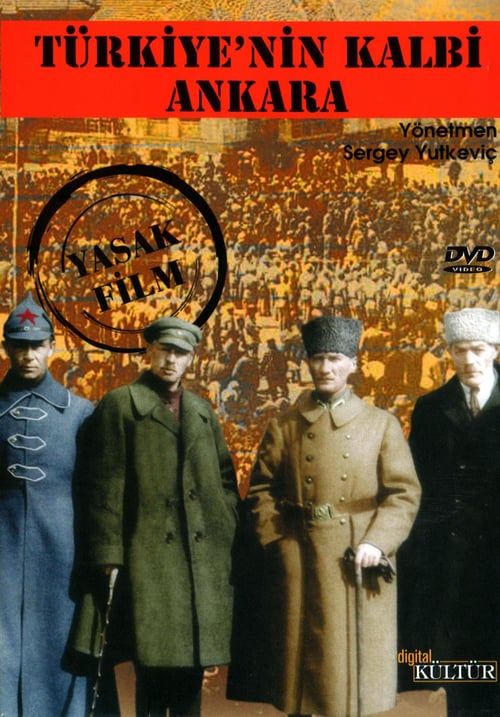 TÜRKİYE'NİN KALBİ
ANKARA
Yönetmen
Sergey Yutkeviç
YASAK
FİLM
DVD
VIDEO
digital
KÜLTÜR